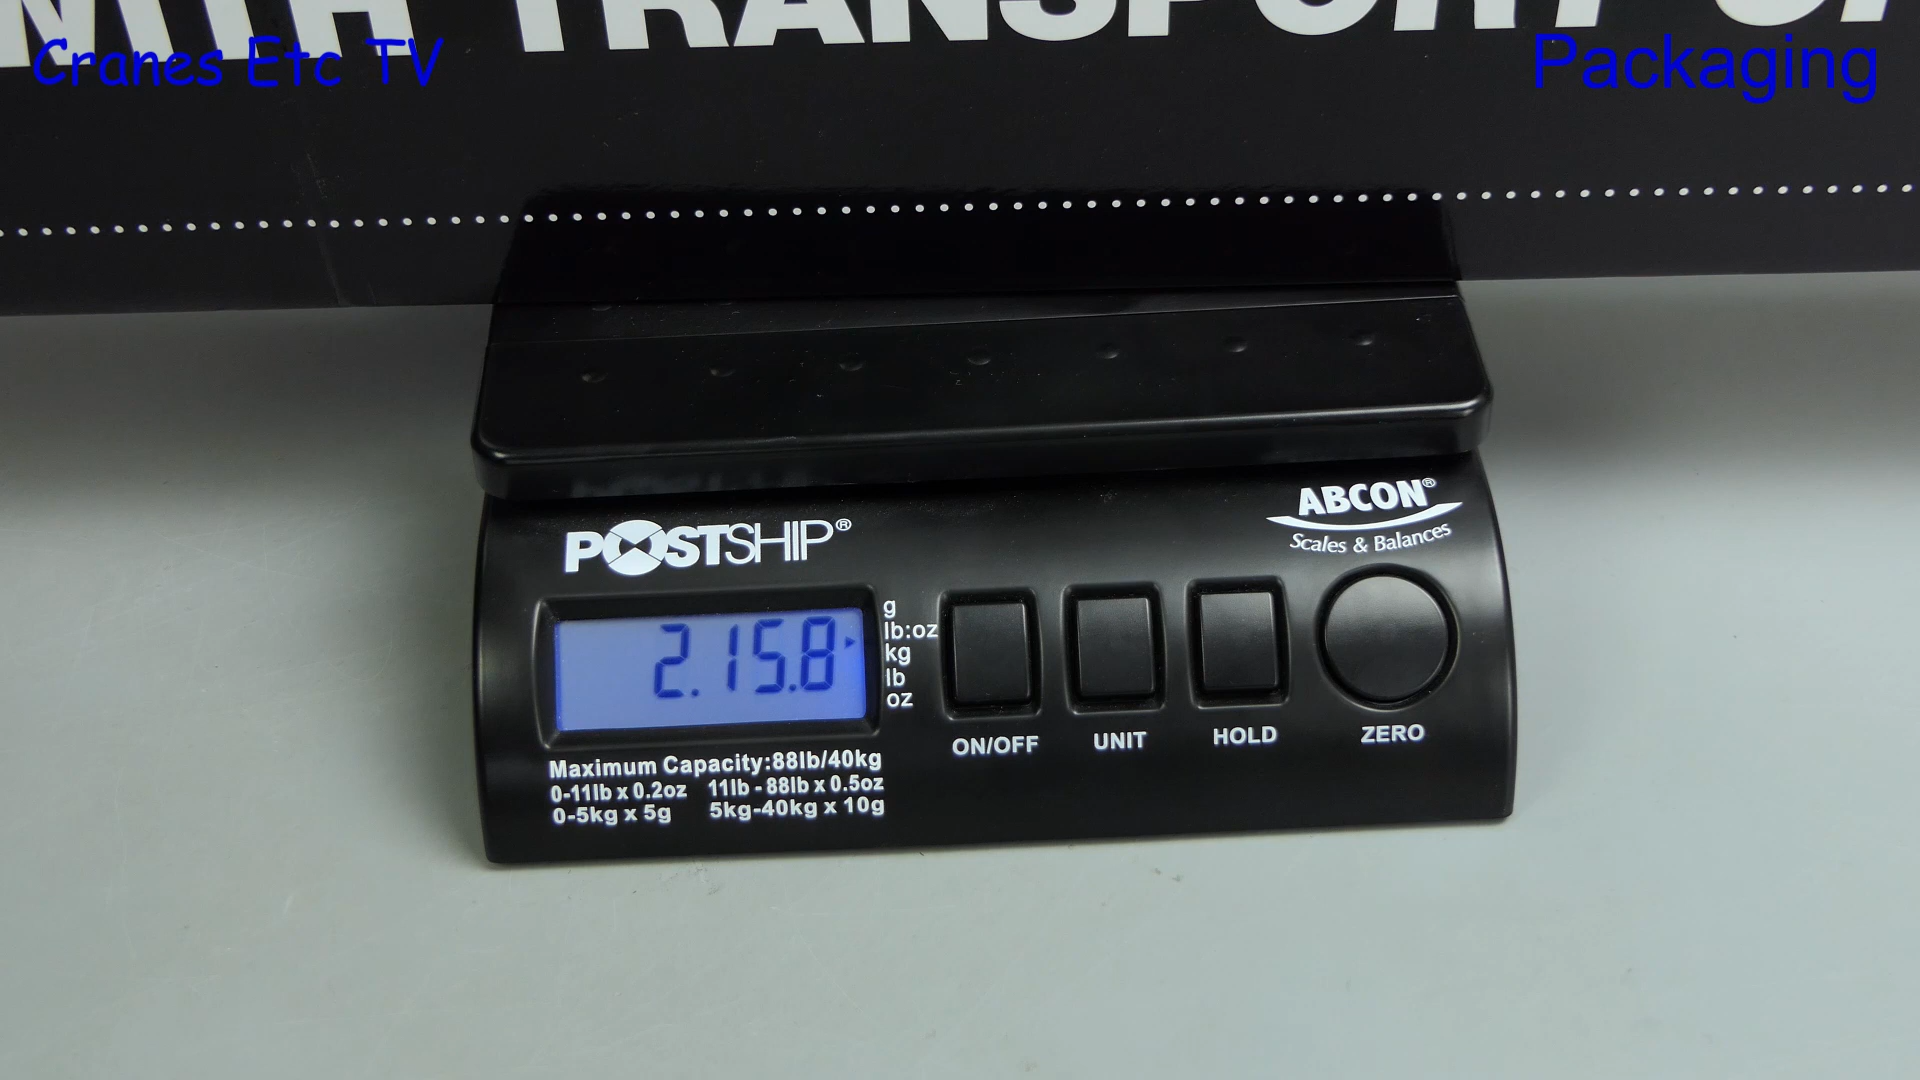 MTH TRANSPORT
Cranes Etc TV
Packaging
ABCON®
Scales & Balances
POSTSHIP®
2.15.8
g
lb:oz
kg
lb
oz
ON/OFF
UNIT
HOLD
ZERO
Maximum Capacity:88lb/40kg
0-11lb x 0.2oz 11lb - 88lb x 0.5oz
0-5kg x 5g 5kg-40kg x 10g